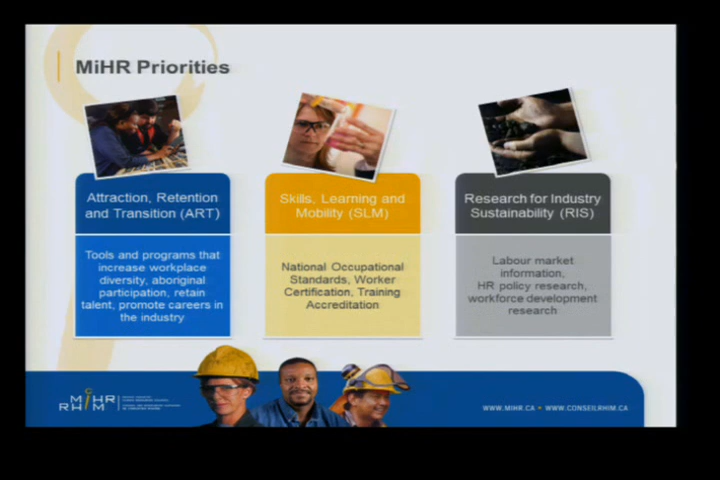 MiHR Priorities
Attraction, Retention
and Transition (ART)
Tools and programs that
increase workplace
diversity, aboriginal
participation, retain
talent, promote careers in
the industry
Skills, Learning and
Mobility (SLM)
National Occupational
Standards, Worker
Certification, Training
Accreditation
Research for Industry
Sustainability (RIS)
Labour market
information,
HR policy research,
workforce development
research
MiHR
RHiM
WWW.MIHR.CA • WWW.CONSEILRHIM.CA